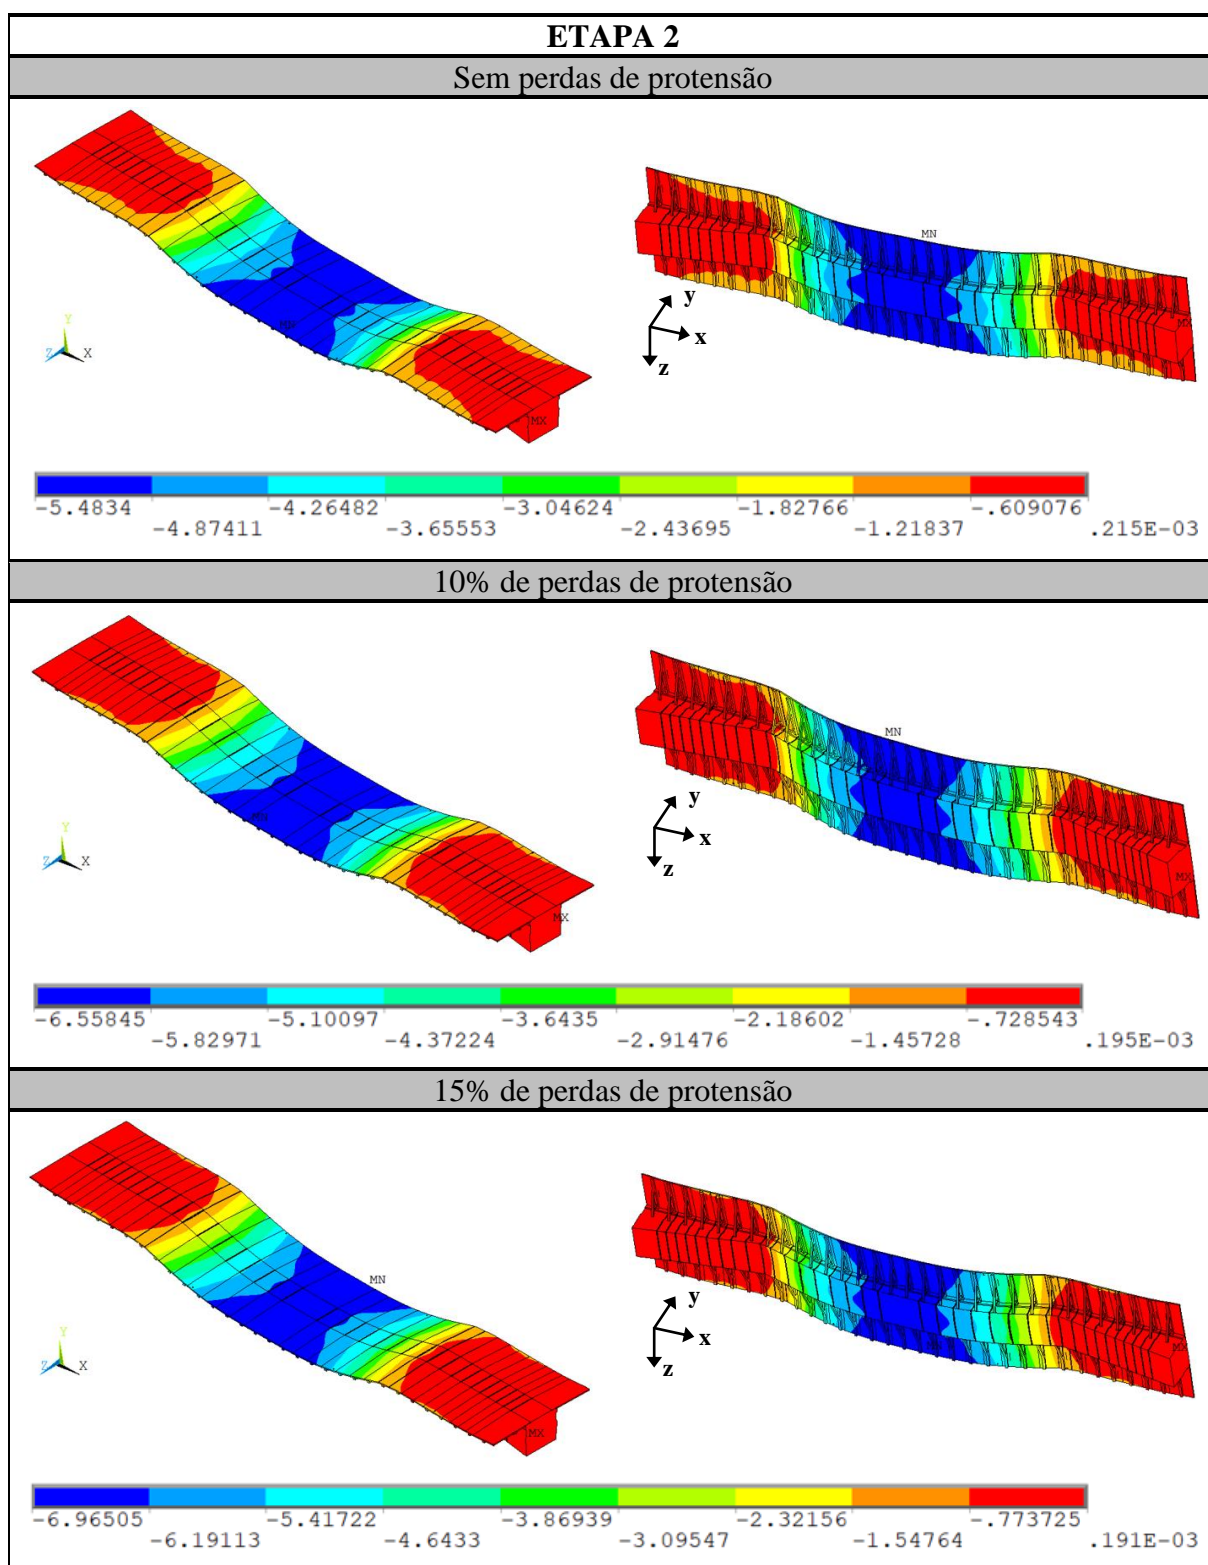 ETAPA 2
Sem perdas de protensão
MN
MX
Y
Z
X
MN
MX
y
x
z
-5.4834
-4.87411
-4.26482
-3.65553
-3.04624
-2.43695
-1.82766
-1.21837
-.609076
.215E-03
10% de perdas de protensão
MN
MX
Y
Z
X
MN
MX
y
x
z
-6.55845
-5.82971
-5.10097
-4.37224
-3.6435
-2.91476
-2.18602
-1.45728
-.728543
.195E-03
15% de perdas de protensão
MN
MX
Y
Z
X
MN
MX
y
x
z
-6.96505
-6.19113
-5.41722
-4.6433
-3.86939
-3.09547
-2.32156
-1.54764
-.773725
.191E-03